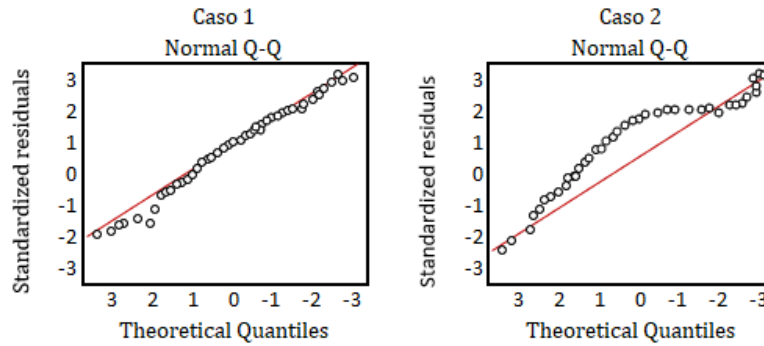 Caso 1
Normal Q-Q
Standardized residuals
3
2
1
0
-1
-2
-3
3 2 1 0 -1 -2 -3
Theoretical Quantiles
Caso 2
Normal Q-Q
Standardized residuals
3
2
1
0
-1
-2
-3
3 2 1 0 -1 -2 -3
Theoretical Quantiles